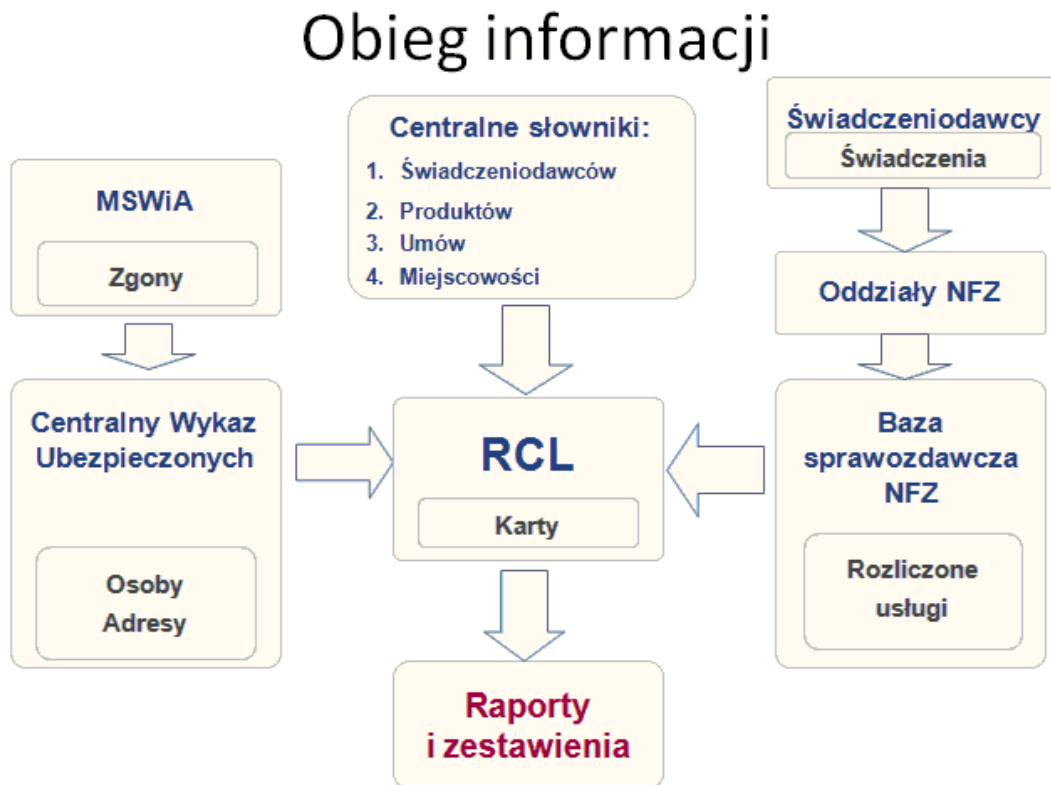 Obieg informacji
MSWiA
Zgony
Centralny Wykaz
Ubezpieczonych
Osoby
Adresy
Centralne słowniki:
1. Świadczeniodawców
2. Produktów
3. Umów
4. Miejscowości
RCL
Karty
Raporty
i zestawienia
Świadczeniodawcy
Świadczenia
Oddziały NFZ
Baza
sprawozdawcza
NFZ
Rozliczone
usługi